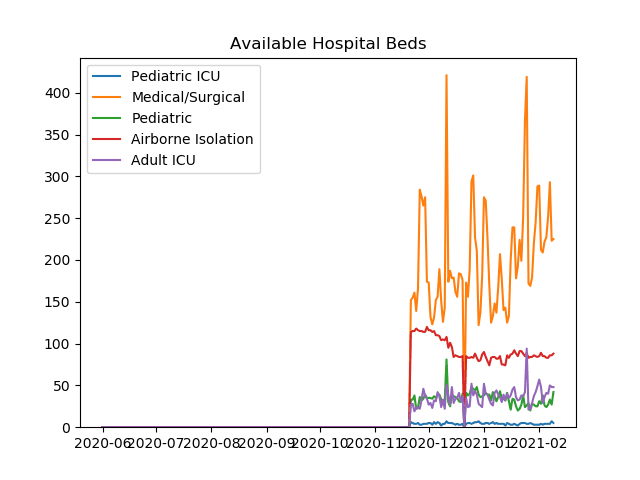 Available Hospital Beds
Pediatric ICU
Medical/Surgical
Pediatric
Airborne Isolation
Adult ICU
400
350
300
250
200
150
100
50
0
2020-06 2020-07 2020-08 2020-09 2020-10 2020-11 2020-12 2021-01 2021-02